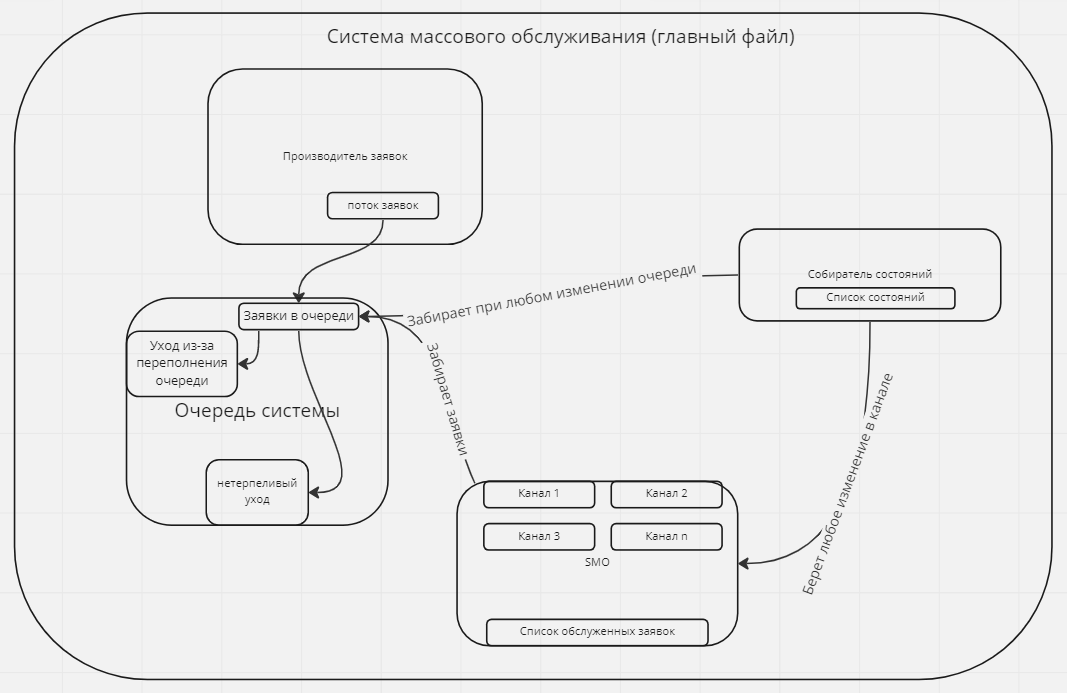 Система массового обслуживания (главный файл)
Производитель заявок
поток заявок
Собиратель состояний
Список состояний
Забирает при любом изменении очереди
Заявки в очереди
Уход из-за
переполнения
очереди
Очередь системы
нетерпеливый
уход
Забирает заявки
Берет любое изменение в канале
Канал 1
Канал 2
Канал 3
Канал n
SMO
Список обслуженных заявок